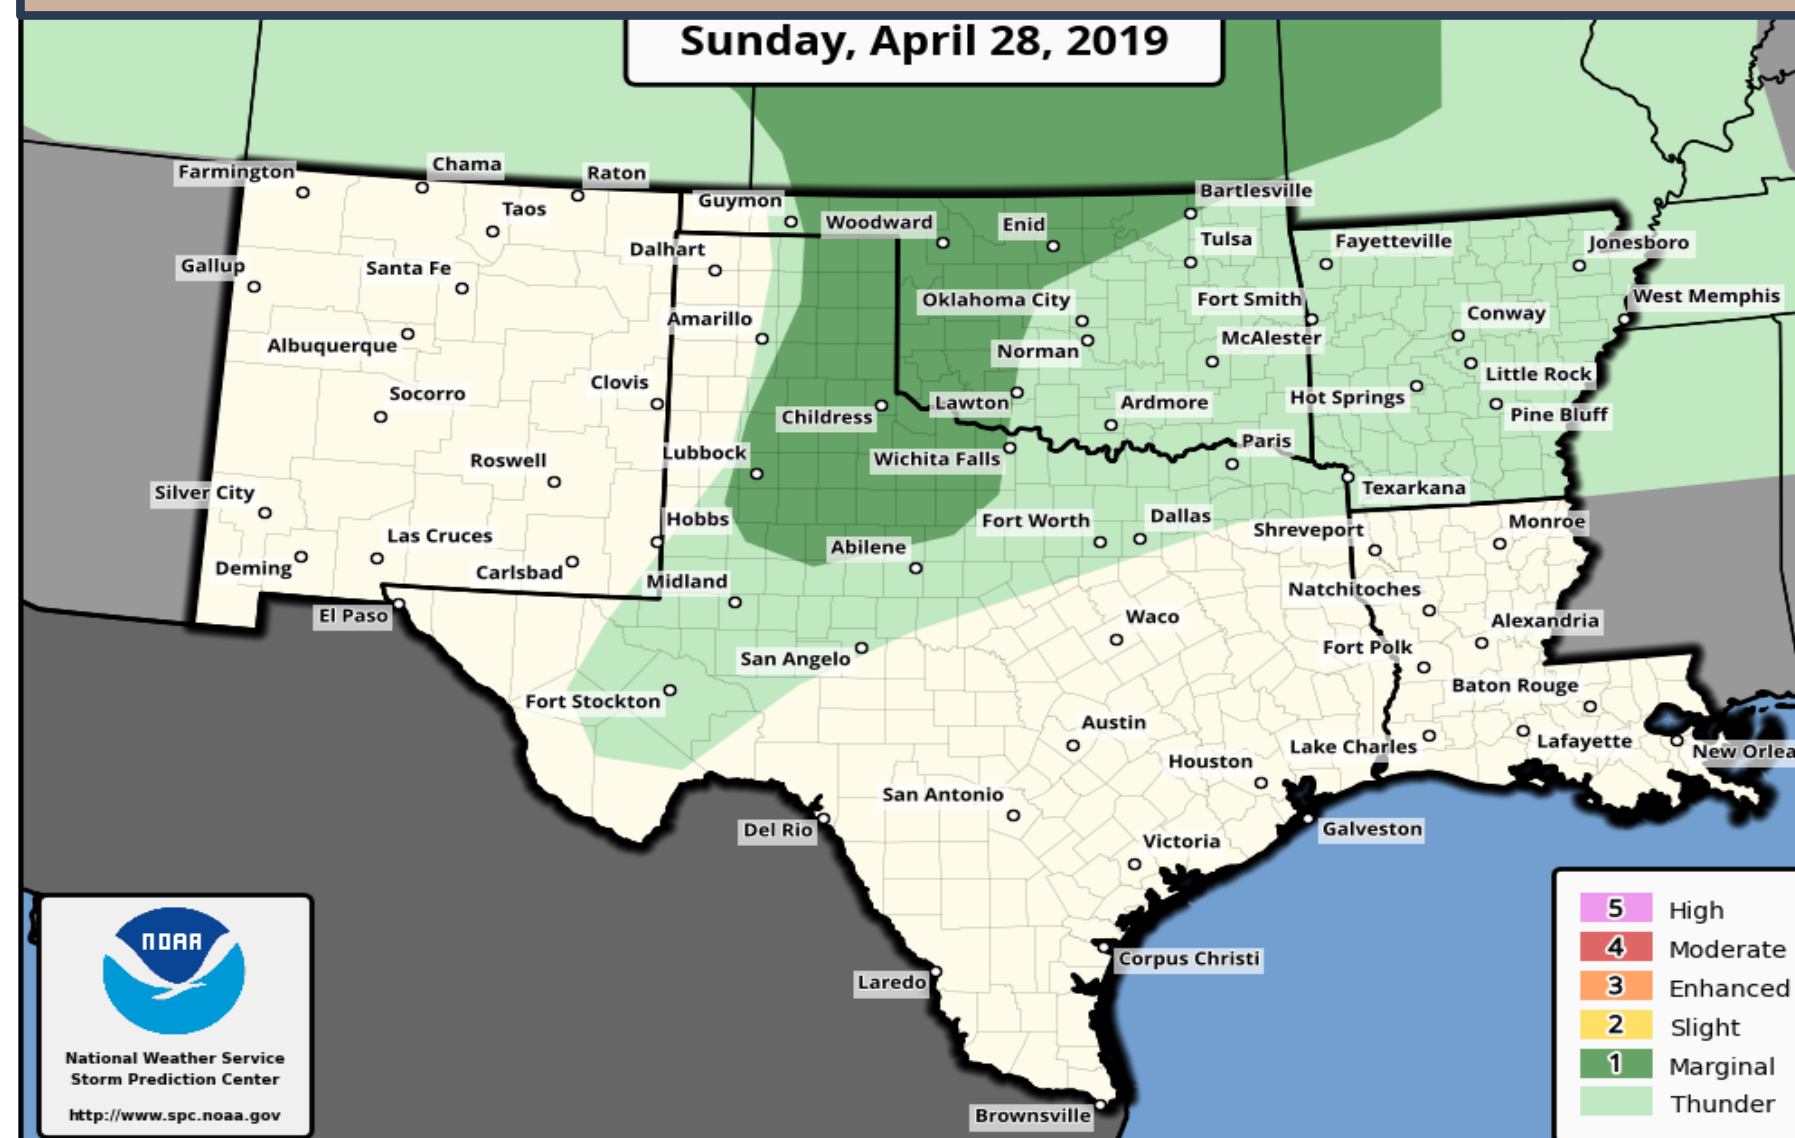 Sunday, April 28, 2019
Farmington
Chama
Raton
Taos
Guymon
Woodward
Enid
Bartlesville
Tulsa
Fayetteville
Jonesboro
Gallup
Santa Fe
Dalhart
Oklahoma City
Fort Smith
West Memphis
Amarillo
Conway
Albuquerque
Norman
McAlester
Clovis
Little Rock
Socorro
Childress
Lawton
Ardmore
Hot Springs
Pine Bluff
Roswell
Lubbock
Wichita Falls
Paris
Silver City
Texarkana
Hobbs
Fort Worth
Dallas
Shreveport
Monroe
Las Cruces
Abilene
Deming
Carlsbad
Midland
Natchitoches
El Paso
Waco
Alexandria
San Angelo
Fort Polk
Fort Stockton
Baton Rouge
Austin
Lake Charles
Lafayette
New Orlea
Houston
San Antonio
Del Rio
Galveston
Victoria
Corpus Christi
Laredo
Brownsville
NOAA
National Weather Service
Storm Prediction Center
http://www.spc.noaa.gov
5 High
4 Moderate
3 Enhanced
2 Slight
1 Marginal
Thunder